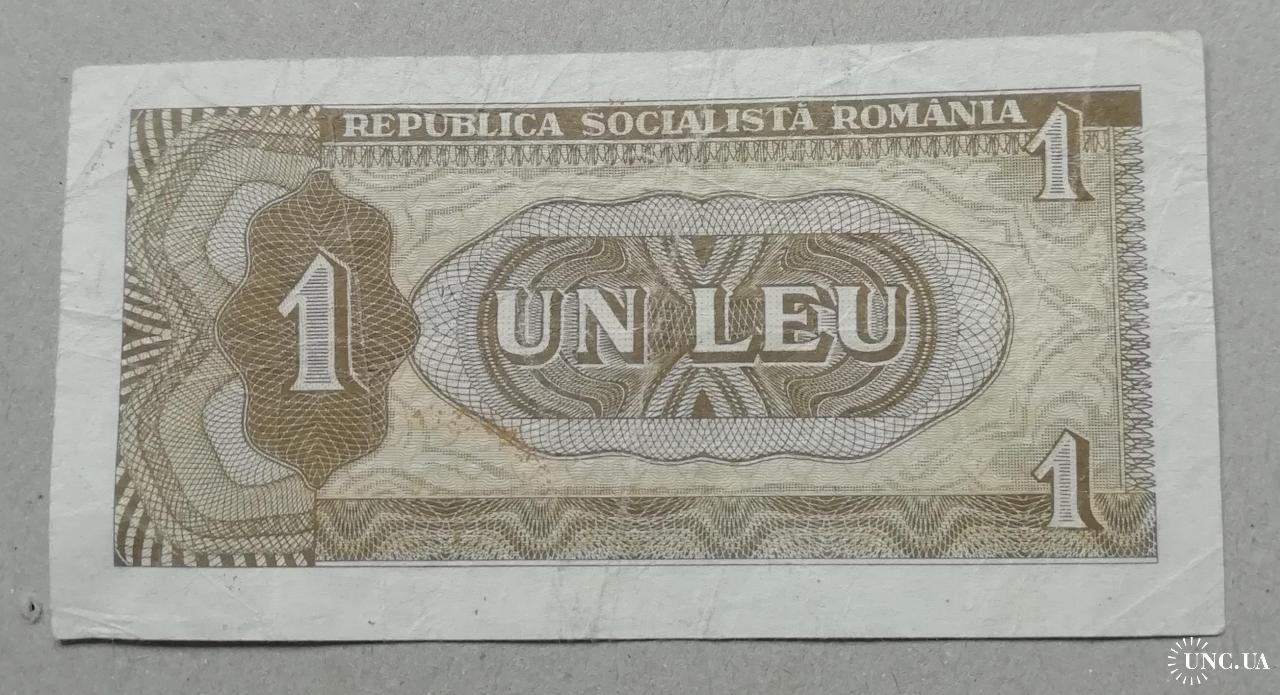 REPUBLICA SOCIALISTĂ ROMÂNIA
1
1
UN LEU
1
UNC.UA